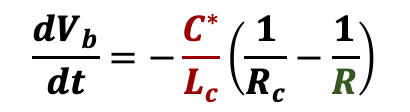 dV_b/dt = −C*/L_c (1/R_c − 1/R)